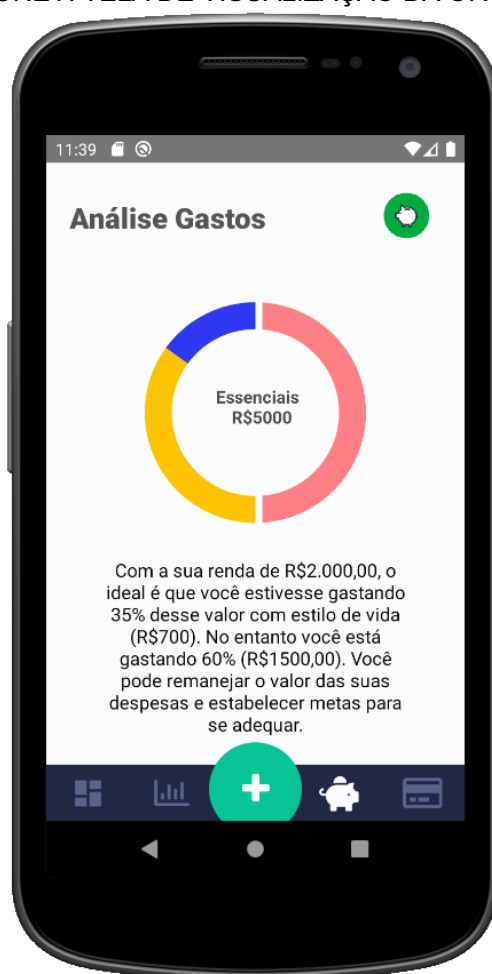 11:39
Análise Gastos
Essenciais
R$5000
Com a sua renda de R$2.000,00, o
ideal é que você estivesse gastando
35% desse valor com estilo de vida
(R$700). No entanto você está
gastando 60% (R$1500,00). Você
pode remanejar o valor das suas
despesas e estabelecer metas para
se adequar.